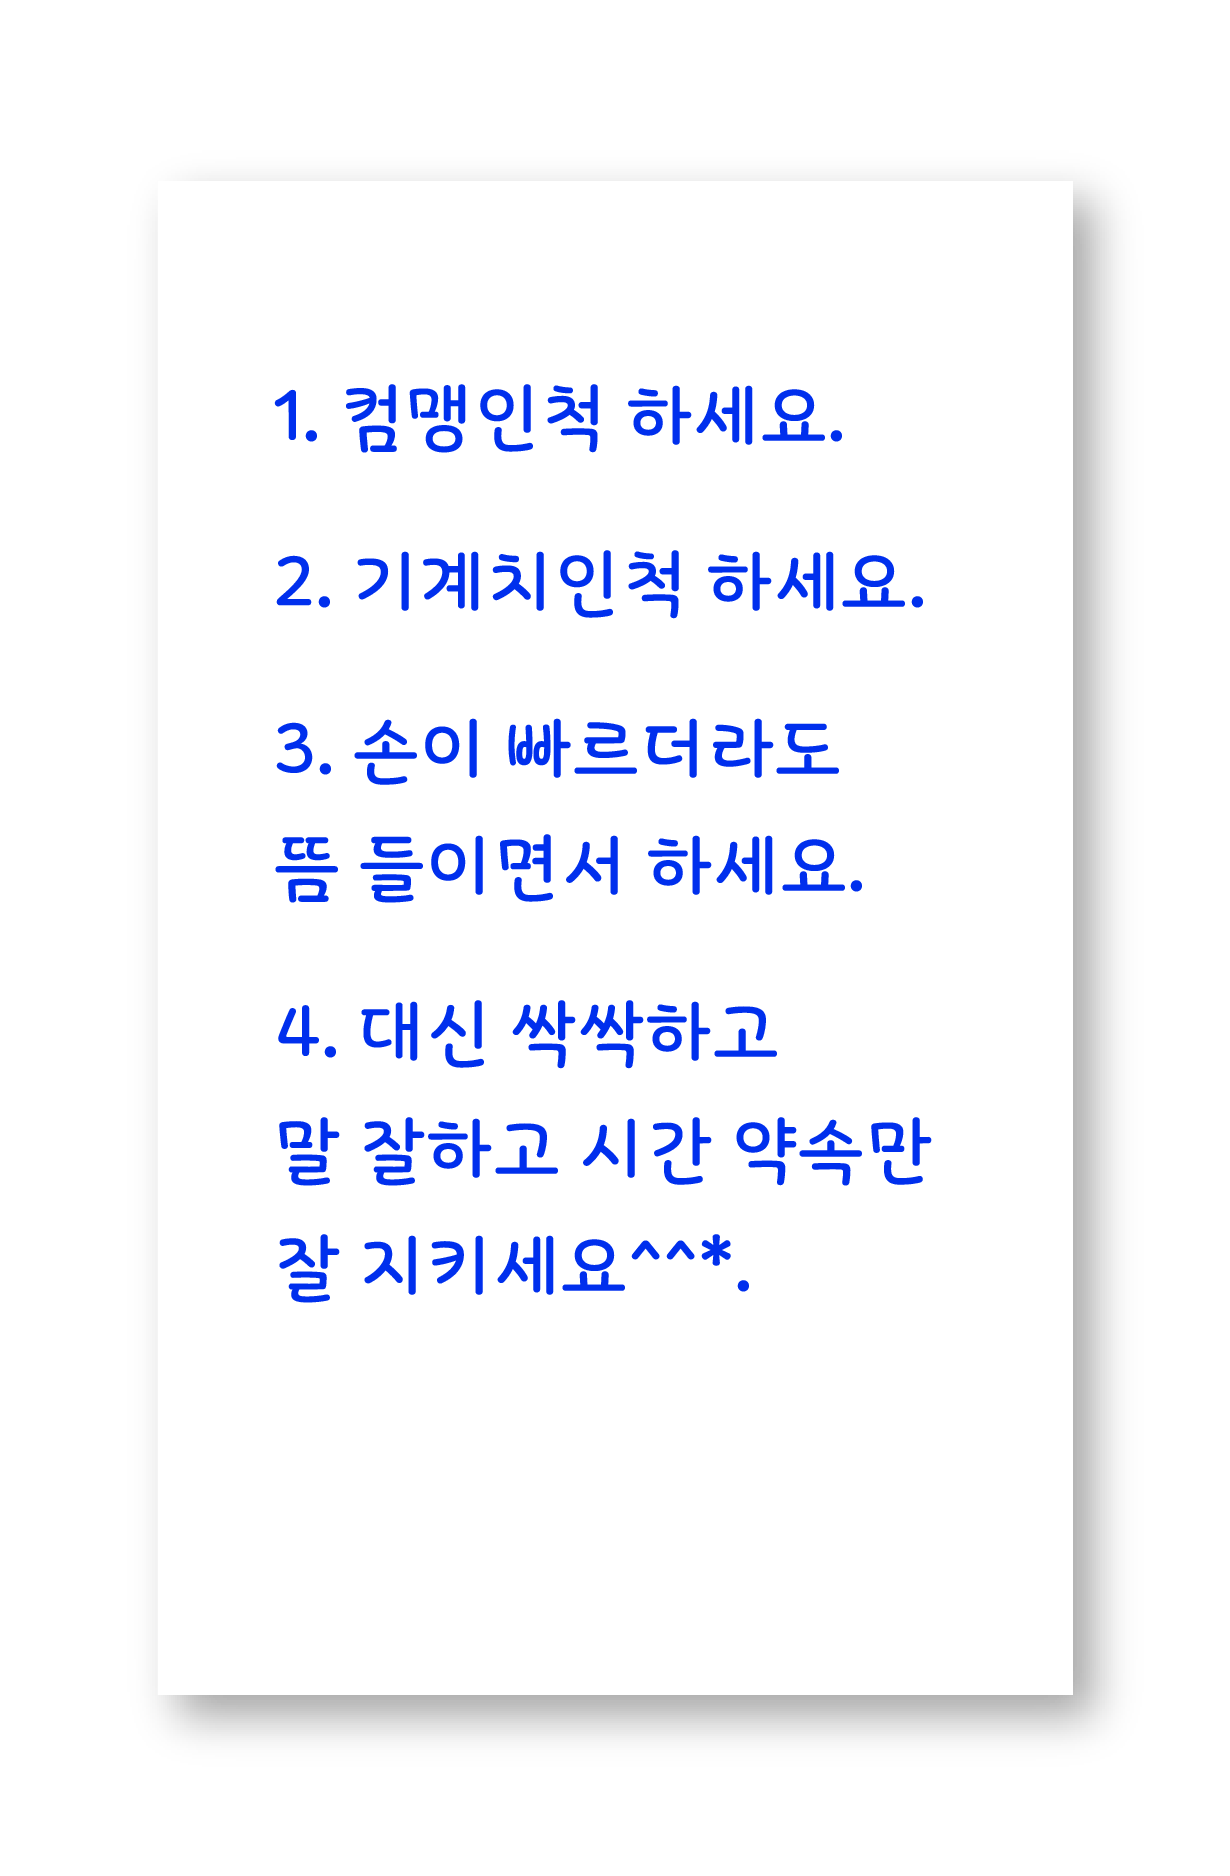 1. 컴맹인척 하세요.
2. 기계치인척 하세요.
3. 손이 빠르더라도
뜸 들이면서 하세요.
4. 대신 싹싹하고
말 잘하고 시간 약속만
잘 지키세요^^*.